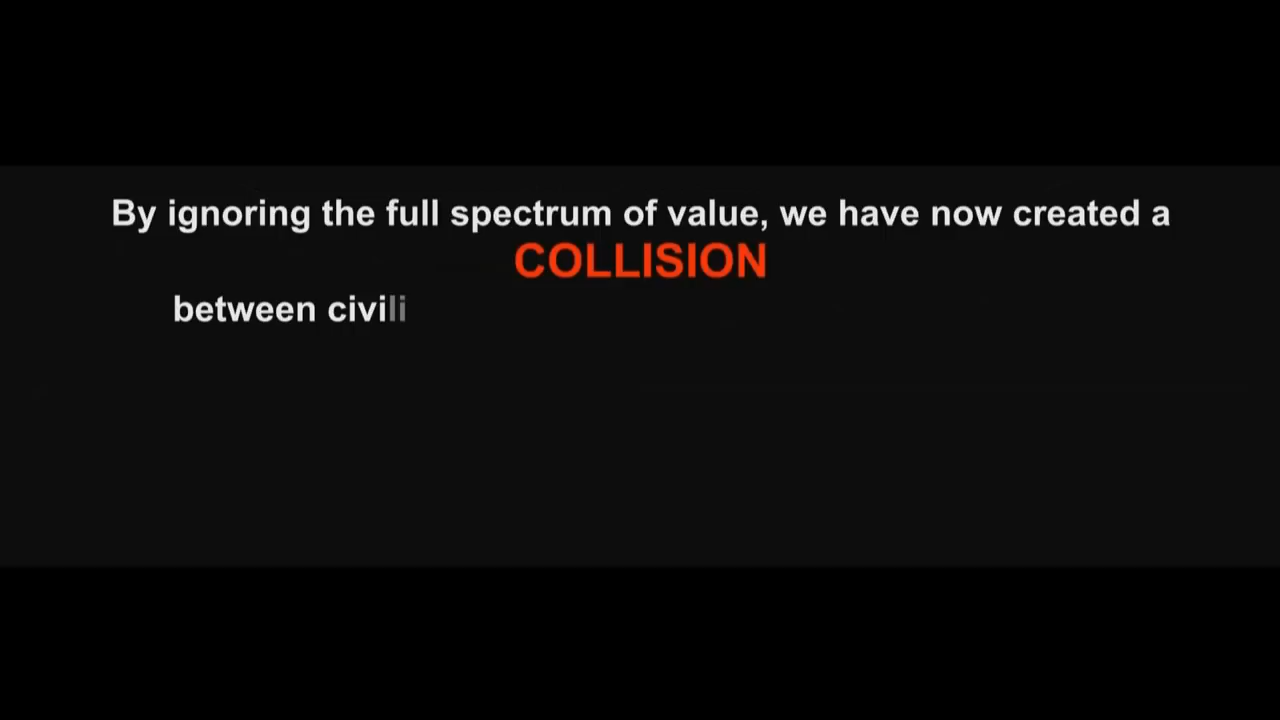 By ignoring the full spectrum of value, we have now created a
COLLISION
between civili